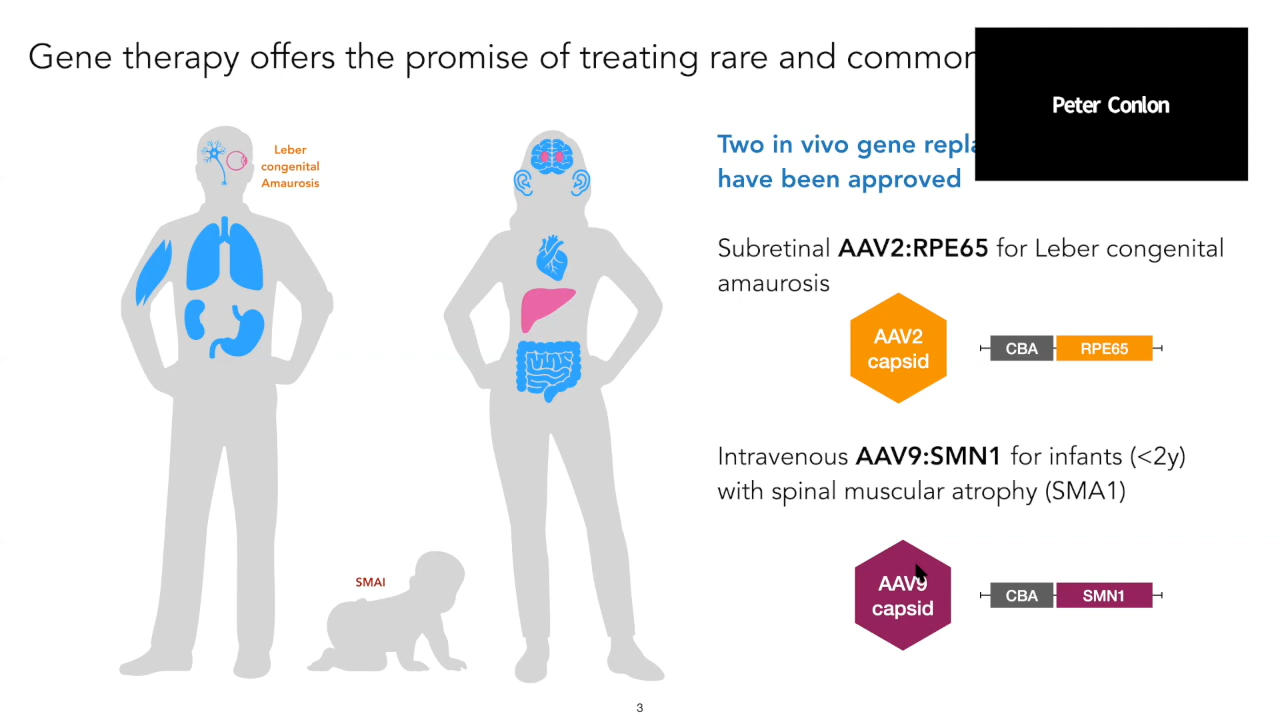 Gene therapy offers the promise of treating rare and common
Peter Conlon
Leber
congenital
Amaurosis
SMAI
Two in vivo gene
have been approved
Subretinal AAV2:RPE65 for Leber congenital
amaurosis
AAV2
capsid
CBA
RPE65
Intravenous AAV9:SMN1 for infants (<2y)
with spinal muscular atrophy (SMA1)
AAV9
capsid
CBA
SMN1
3